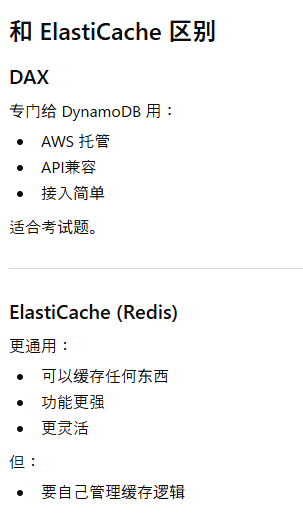 和 ElastiCache 区别
DAX
专门给 DynamoDB 用：
AWS 托管
API兼容
接入简单
适合考试题。
ElastiCache (Redis)
更通用：
可以缓存任何东西
功能更强
更灵活
但：
要自己管理缓存逻辑